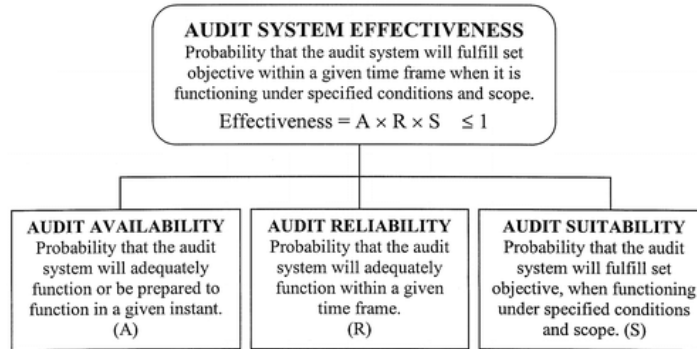 AUDIT SYSTEM EFFECTIVENESS
Probability that the audit system will fulfill set
objective within a given time frame when it is
functioning under specified conditions and scope.
Effectiveness = A × R × S ≤ 1
AUDIT AVAILABILITY
Probability that the audit
system will adequately
function or be prepared to
function in a given instant.
(A)
AUDIT RELIABILITY
Probability that the audit
system will adequately
function within a given
time frame.
(R)
AUDIT SUITABILITY
Probability that the audit
system will fulfill set
objective, when functioning
under specified conditions
and scope. (S)